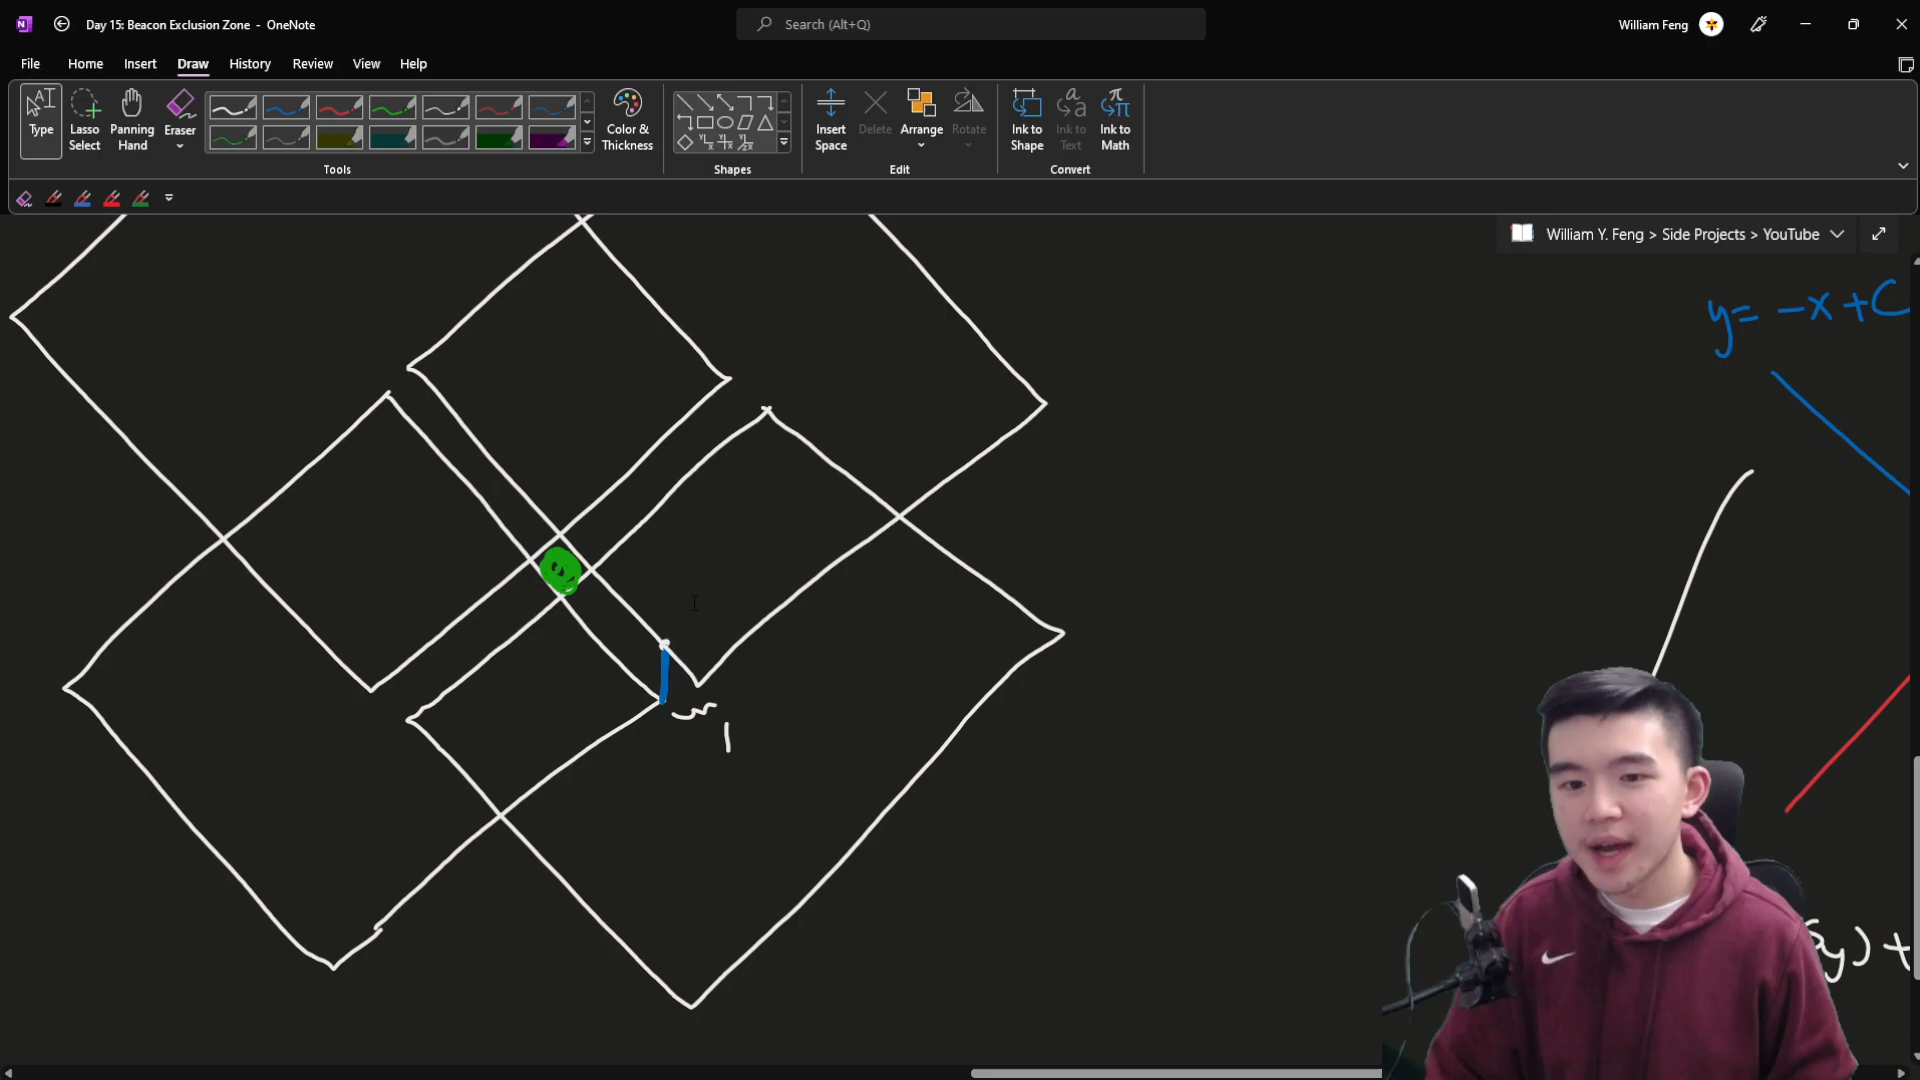 Day 15: Beacon Exclusion Zone - OneNote
Search (Alt+Q)
William Feng
File Home Insert Draw History Review View Help
Type
Lasso Select
Panning Hand
Eraser
Color & Thickness
Insert Space
Delete
Arrange
Rotate
Ink to Shape
Ink to Text
Ink to Math
Tools
Shapes
Edit
Convert
William Y. Feng > Side Projects > YouTube
y= -x + C
1
y) +